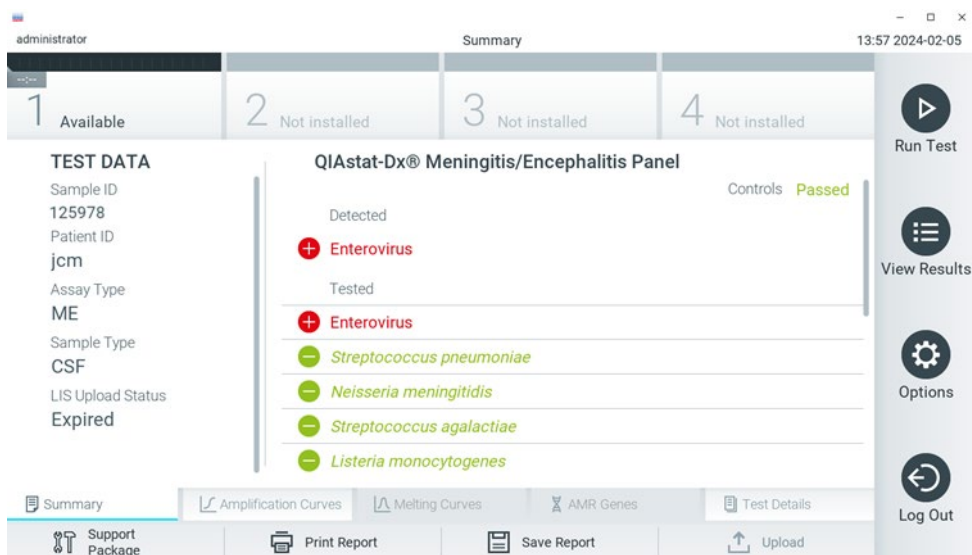 administrator
Summary
13:57 2024-02-05
--:--
1 Available
2 Not installed
3 Not installed
4 Not installed
TEST DATA
Sample ID
125978
Patient ID
jcm
Assay Type
ME
Sample Type
CSF
LIS Upload Status
Expired
QIAstat-Dx® Meningitis/Encephalitis Panel
Controls Passed
Detected
Enterovirus
Tested
Enterovirus
Streptococcus pneumoniae
Neisseria meningitidis
Streptococcus agalactiae
Listeria monocytogenes
Run Test
View Results
Options
Log Out
Summary
Amplification Curves
Melting Curves
AMR Genes
Test Details
Support
Package
Print Report
Save Report
Upload